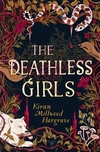 THE
DEATHLESS
GIRLS
Kiran
Millwood
Hargrave